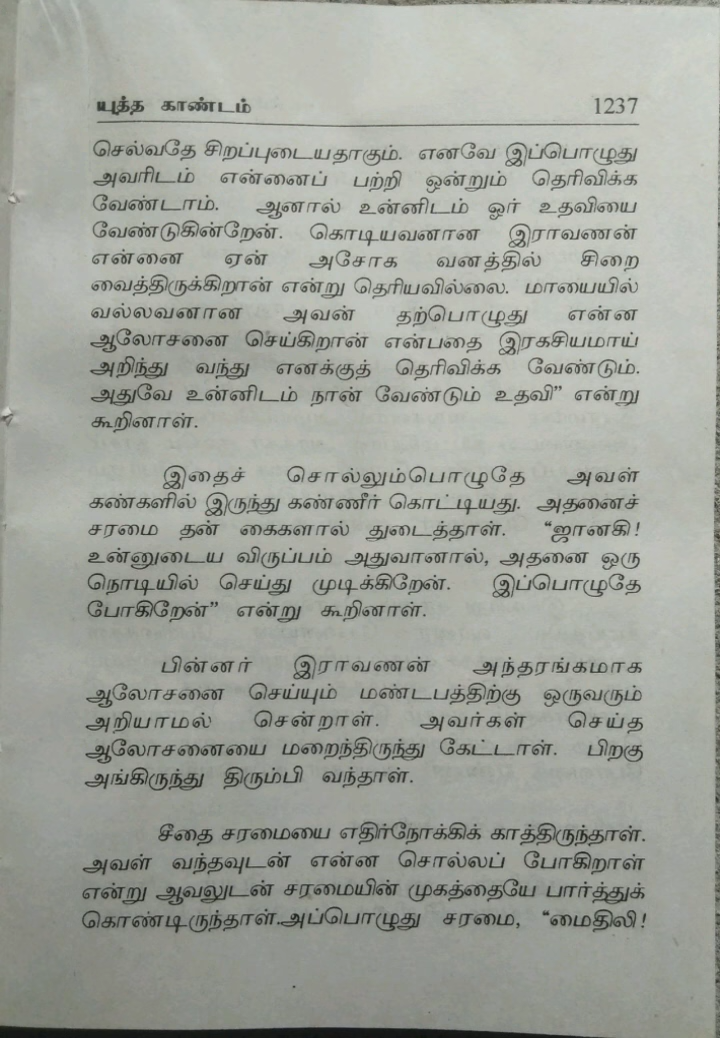 யுத்த காண்டம் 1237
செல்வதே சிறப்புடையதாகும். எனவே இப்பொழுது
அவரிடம் என்னைப் பற்றி ஒன்றும் தெரிவிக்க
வேண்டாம். ஆனால் உன்னிடம் ஓர் உதவியை
வேண்டுகின்றேன். கொடியவனான இராவணன்
என்னை ஏன் அசோக வனத்தில் சிறை
வைத்திருக்கிறான் என்று தெரியவில்லை. மாயையில்
வல்லவனான அவன் தற்பொழுது என்ன
ஆலோசனை செய்கிறான் என்பதை இரகசியமாய்
அறிந்து வந்து எனக்குத் தெரிவிக்க வேண்டும்.
அதுவே உன்னிடம் நான் வேண்டும் உதவி” என்று
கூறினாள்.
இதைச் சொல்லும்பொழுதே அவள்
கண்களில் இருந்து கண்ணீர் கொட்டியது. அதனைச்
சரமை தன் கைகளால் துடைத்தாள். “ஜானகி!
உன்னுடைய விருப்பம் அதுவானால், அதனை ஒரு
நொடியில் செய்து முடிக்கிறேன். இப்பொழுதே
போகிறேன்” என்று கூறினாள்.
பின்னர் இராவணன் அந்தரங்கமாக
ஆலோசனை செய்யும் மண்டபத்திற்கு ஒருவரும்
அறியாமல் சென்றாள். அவர்கள் செய்த
ஆலோசனையை மறைந்திருந்து கேட்டாள். பிறகு
அங்கிருந்து திரும்பி வந்தாள்.
சீதை சரமையை எதிர்நோக்கிக் காத்திருந்தாள்.
அவள் வந்தவுடன் என்ன சொல்லப் போகிறாள்
என்று ஆவலுடன் சரமையின் முகத்தையே பார்த்துக்
கொண்டிருந்தாள்.அப்பொழுது சரமை, “மைதிலி!